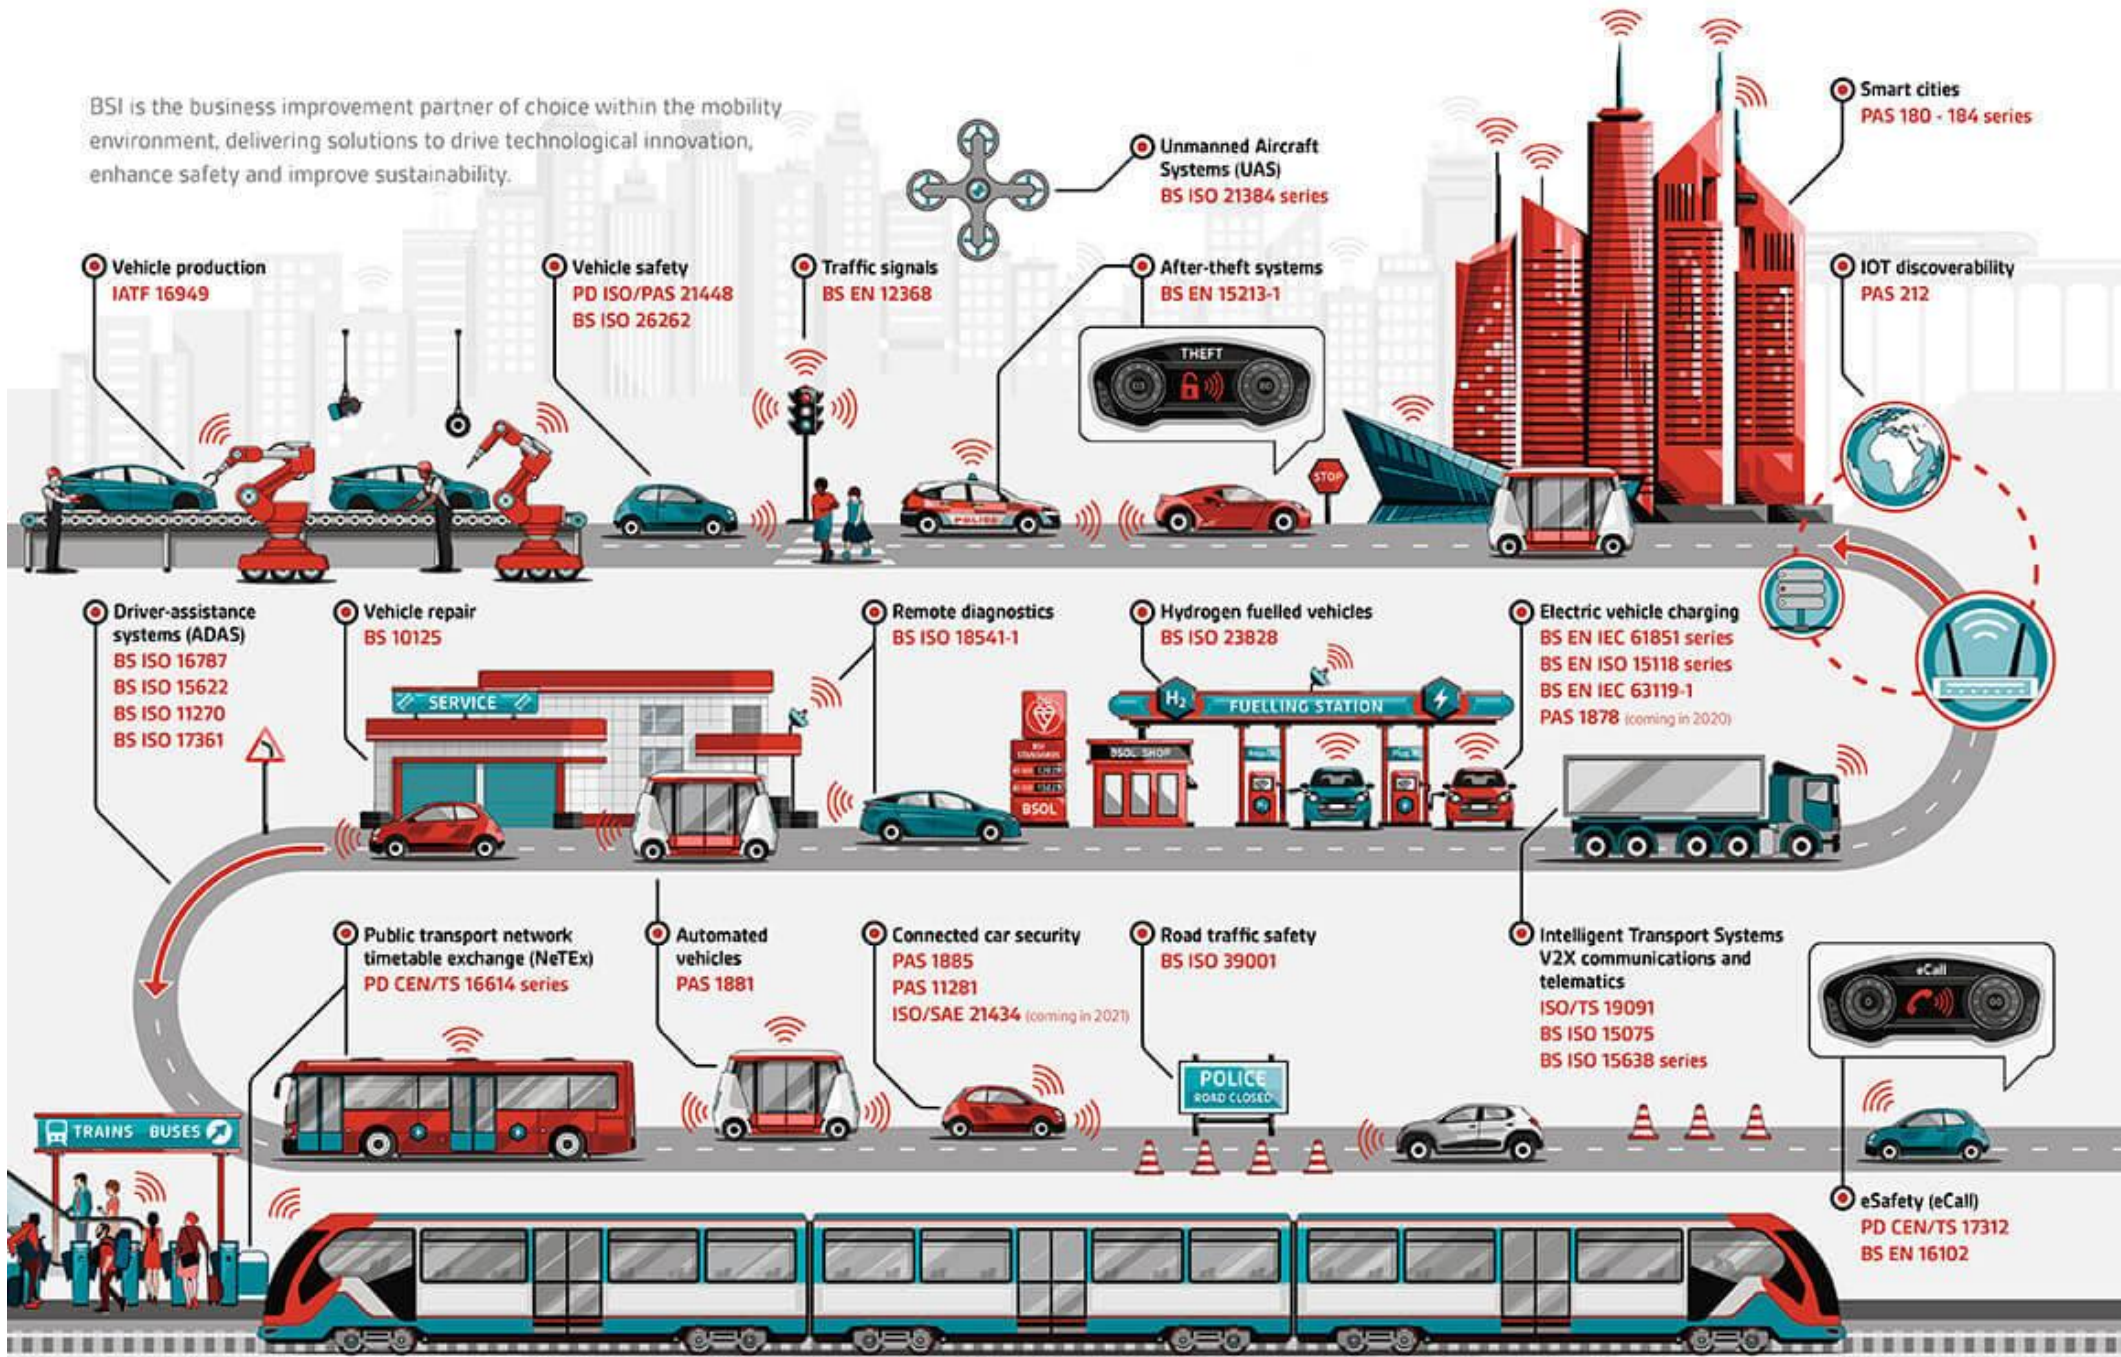 BSI is the business improvement partner of choice within the mobility
environment, delivering solutions to drive technological innovation,
enhance safety and improve sustainability.
Smart cities
PAS 180 - 184 series
Unmanned Aircraft
Systems (UAS)
BS ISO 21384 series
Vehicle production
IATF 16949
Vehicle safety
PD ISO/PAS 21448
BS ISO 26262
Traffic signals
BS EN 12368
After-theft systems
BS EN 15213-1
IOT discoverability
PAS 212
THEFT
STOP
POLICE
Driver-assistance
systems (ADAS)
BS ISO 16787
BS ISO 15622
BS ISO 11270
BS ISO 17361
Vehicle repair
BS 10125
Remote diagnostics
BS ISO 18541-1
Hydrogen fuelled vehicles
BS ISO 23828
Electric vehicle charging
BS EN IEC 61851 series
BS EN ISO 15118 series
BS EN IEC 63119-1
PAS 1878 (coming in 2020)
SERVICE
H2
FUELLING STATION
BSOL SHOP
BSI
STANDARDS
BSOL
Public transport network
timetable exchange (NeTEx)
PD CEN/TS 16614 series
Automated
vehicles
PAS 1881
Connected car security
PAS 1885
PAS 11281
ISO/SAE 21434 (coming in 2021)
Road traffic safety
BS ISO 39001
Intelligent Transport Systems
V2X communications and
telematics
ISO/TS 19091
BS ISO 15075
BS ISO 15638 series
eCall
POLICE
ROAD CLOSED
TRAINS BUSES
eSafety (eCall)
PD CEN/TS 17312
BS EN 16102